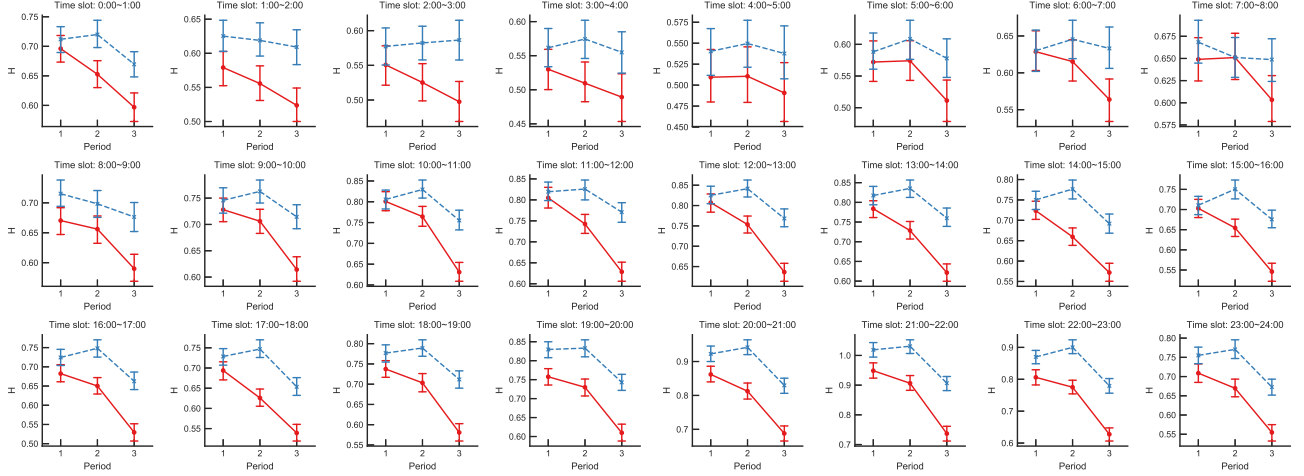 Time slot: 0:00~1:00
0.75
0.70
0.65
0.60
H
1 2 3
Period
Time slot: 1:00~2:00
0.65
0.60
0.55
0.50
H
1 2 3
Period
Time slot: 2:00~3:00
0.60
0.55
0.50
H
1 2 3
Period
Time slot: 3:00~4:00
0.60
0.55
0.50
0.45
H
1 2 3
Period
Time slot: 4:00~5:00
0.575
0.550
0.525
0.500
0.475
0.450
H
1 2 3
Period
Time slot: 5:00~6:00
0.60
0.55
0.50
H
1 2 3
Period
Time slot: 6:00~7:00
0.65
0.60
0.55
H
1 2 3
Period
Time slot: 7:00~8:00
0.675
0.650
0.625
0.600
0.575
H
1 2 3
Period
Time slot: 8:00~9:00
0.70
0.65
0.60
H
1 2 3
Period
Time slot: 9:00~10:00
0.75
0.70
0.65
0.60
H
1 2 3
Period
Time slot: 10:00~11:00
0.80
0.75
0.70
0.65
H
1 2 3
Period
Time slot: 11:00~12:00
0.85
0.80
0.75
0.70
0.65
0.60
H
1 2 3
Period
Time slot: 12:00~13:00
0.85
0.80
0.75
0.70
0.65
H
1 2 3
Period
Time slot: 13:00~14:00
0.85
0.80
0.75
0.70
0.65
0.60
H
1 2 3
Period
Time slot: 14:00~15:00
0.80
0.75
0.70
0.65
0.60
0.55
H
1 2 3
Period
Time slot: 15:00~16:00
0.75
0.70
0.65
0.60
0.55
H
1 2 3
Period
Time slot: 16:00~17:00
0.75
0.70
0.65
0.60
0.55
0.50
H
1 2 3
Period
Time slot: 17:00~18:00
0.75
0.70
0.65
0.60
0.55
H
1 2 3
Period
Time slot: 18:00~19:00
0.80
0.75
0.70
0.65
0.60
0.55
H
1 2 3
Period
Time slot: 19:00~20:00
0.85
0.80
0.75
0.70
0.65
0.60
H
1 2 3
Period
Time slot: 20:00~21:00
0.9
0.8
0.7
H
1 2 3
Period
Time slot: 21:00~22:00
1.0
0.9
0.8
0.7
H
1 2 3
Period
Time slot: 22:00~23:00
0.9
0.8
0.7
0.6
H
1 2 3
Period
Time slot: 23:00~24:00
0.80
0.75
0.70
0.65
0.60
0.55
H
1 2 3
Period